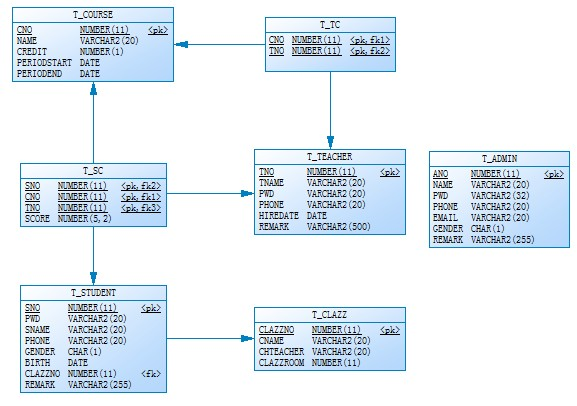 T_COURSE
CNO NUMBER(11) <pk>
NAME VARCHAR2(20)
CREDIT NUMBER(1)
PERIODSTART DATE
PERIODEND DATE
T_TC
CNO NUMBER(11) <pk,fk1>
TNO NUMBER(11) <pk,fk2>
T_SC
SNO NUMBER(11) <pk,fk2>
CNO NUMBER(11) <pk,fk1>
TNO NUMBER(11) <pk,fk3>
SCORE NUMBER(5,2)
T_TEACHER
TNO NUMBER(11) <pk>
TNAME VARCHAR2(20)
PWD VARCHAR2(20)
PHONE VARCHAR2(20)
HIREDATE DATE
REMARK VARCHAR2(500)
T_ADMIN
ANO NUMBER(11) <pk>
NAME VARCHAR2(20)
PWD VARCHAR2(32)
PHONE VARCHAR2(20)
EMAIL VARCHAR2(20)
GENDER CHAR(1)
REMARK VARCHAR2(255)
T_STUDENT
SNO NUMBER(11) <pk>
PWD VARCHAR2(20)
SNAME VARCHAR2(20)
PHONE VARCHAR2(20)
GENDER CHAR(1)
BIRTH DATE
CLAZZNO NUMBER(11) <fk>
REMARK VARCHAR2(255)
T_CLAZZ
CLAZZNO NUMBER(11) <pk>
CNAME VARCHAR2(20)
CHTEACHER VARCHAR2(20)
CLAZZROOM NUMBER(11)